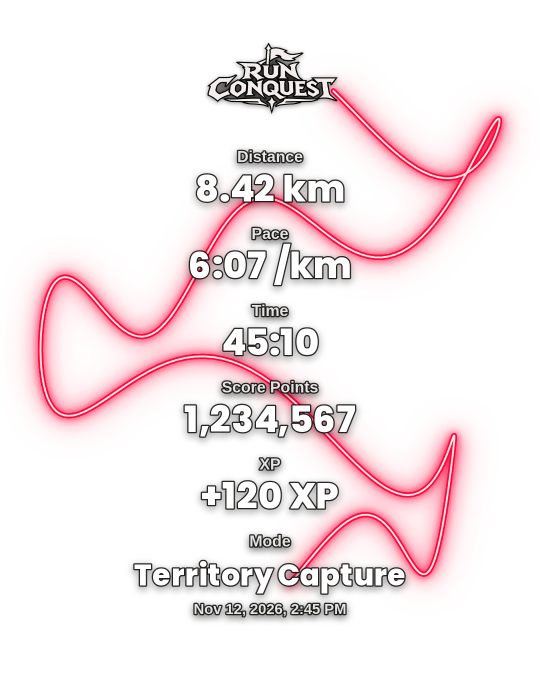 RUN
CONQUEST
Distance
8.42 km
Pace
6:07 /km
Time
45:10
Score Points
1,234,567
XP
+120 XP
Mode
Territory Capture
Nov 12, 2026, 2:45 PM